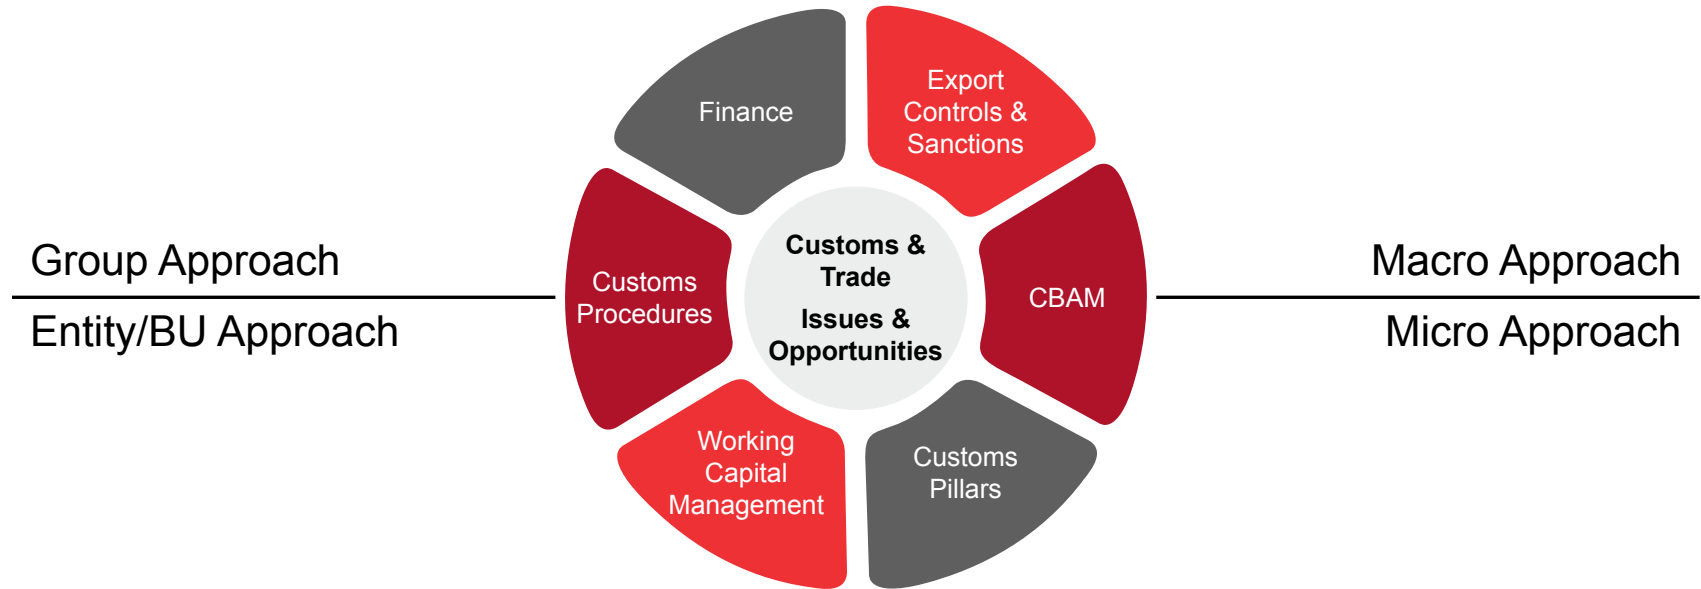 Group Approach
Entity/BU Approach
Finance
Export
Controls &
Sanctions
Customs
Procedures
Customs &
Trade
Issues &
Opportunities
CBAM
Working
Capital
Management
Customs
Pillars
Macro Approach
Micro Approach